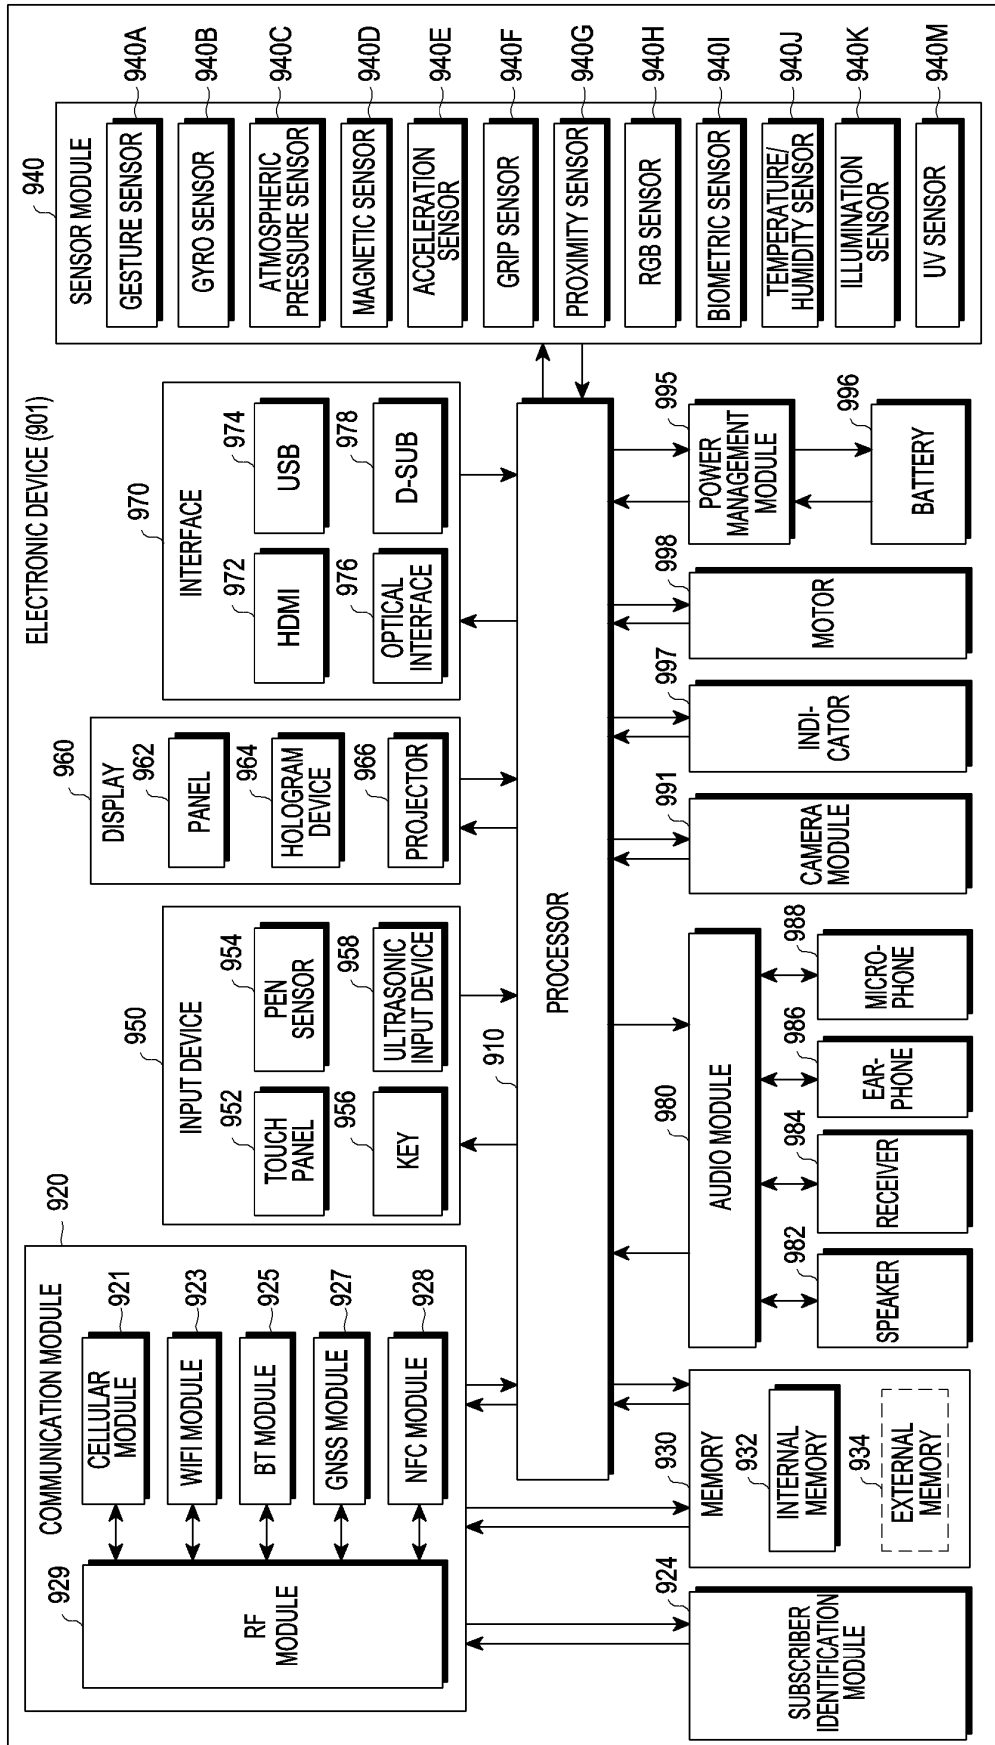 ELECTRONIC DEVICE (901)
920
COMMUNICATION MODULE
929
RF
MODULE
CELLULAR
MODULE
921
WIFI MODULE
923
BT MODULE
925
GNSS MODULE
927
NFC MODULE
928
950
INPUT DEVICE
952
TOUCH
PANEL
954
PEN
SENSOR
956
KEY
958
ULTRASONIC
INPUT DEVICE
960
DISPLAY
962
PANEL
964
HOLOGRAM
DEVICE
966
PROJECTOR
970
INTERFACE
972
HDMI
974
USB
976
OPTICAL
INTERFACE
978
D-SUB
940
SENSOR MODULE
GESTURE SENSOR
940A
GYRO SENSOR
940B
ATMOSPHERIC
PRESSURE SENSOR
940C
MAGNETIC SENSOR
940D
ACCELERATION
SENSOR
940E
GRIP SENSOR
940F
PROXIMITY SENSOR
940G
RGB SENSOR
940H
BIOMETRIC SENSOR
940I
TEMPERATURE/
HUMIDITY SENSOR
940J
ILLUMINATION
SENSOR
940K
UV SENSOR
940M
910
PROCESSOR
924
SUBSCRIBER
IDENTIFICATION
MODULE
930
MEMORY
932
INTERNAL
MEMORY
934
EXTERNAL
MEMORY
980
AUDIO MODULE
982
SPEAKER
984
RECEIVER
986
EAR-
PHONE
988
MICRO-
PHONE
991
CAMERA
MODULE
997
INDI-
CATOR
998
MOTOR
995
POWER
MANAGEMENT
MODULE
996
BATTERY